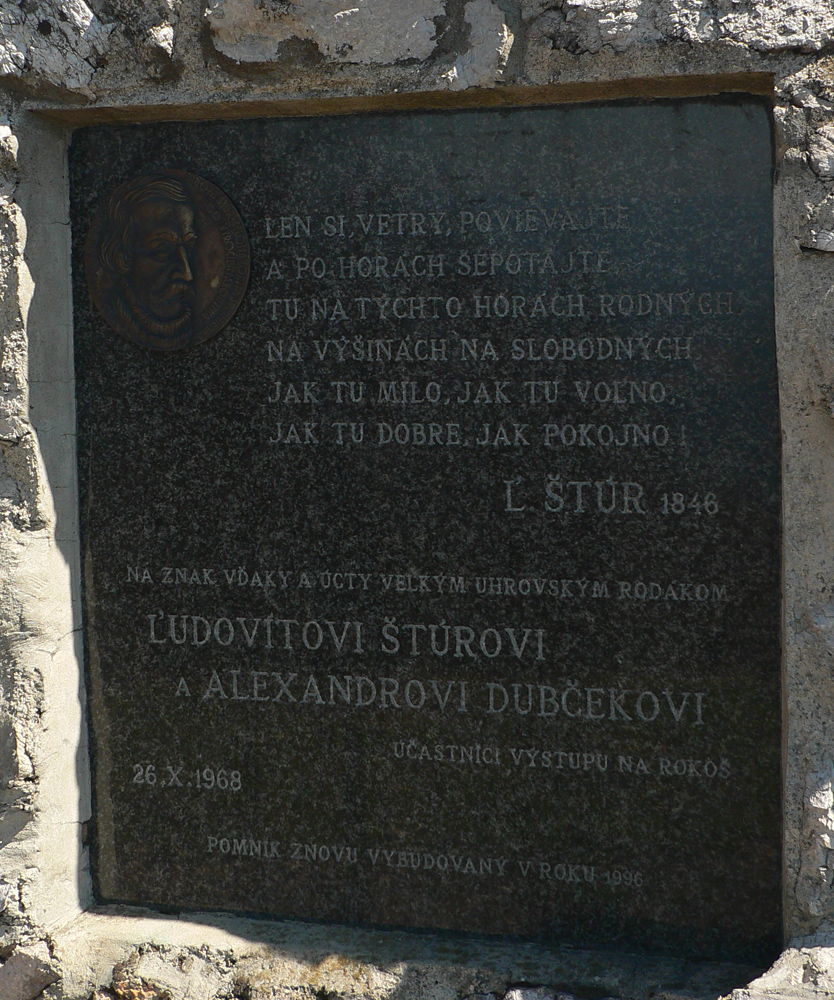 LEN SI, VETRY, POVIEVAJTE
A PO HORÁCH ŠEPOTAJTE
TU NA TÝCHTO HORÁCH RODNÝCH
NA VÝŠINÁCH NA SLOBODNÝCH
JAK TU MILO, JAK TU VOĽNO
JAK TU DOBRE, JAK POKOJNO !
Ľ. ŠTÚR 1846
NA ZNAK VĎAKY A ÚCTY VEĽKÝM UHROVSKÝM RODÁKOM
ĽUDOVÍTOVI ŠTÚROVI
A ALEXANDROVI DUBČEKOVI
ÚČASTNÍCI VÝSTUPU NA ROKOŠ
26.X.1968
POMNÍK ZNOVU VYBUDOVANÝ V ROKU 1996